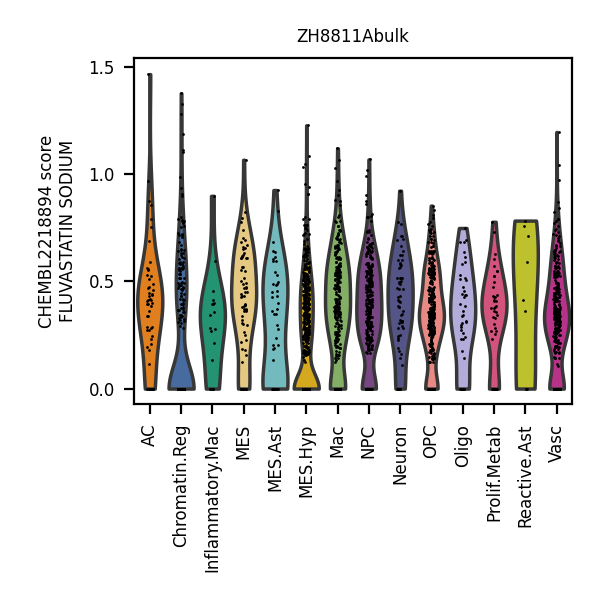 ZH8811Abulk
CHEMBL2218894 score
FLUVASTATIN SODIUM
1.5
1.0
0.5
0.0
AC
Chromatin.Reg
Inflammatory.Mac
MES
MES.Ast
MES.Hyp
Mac
NPC
Neuron
OPC
Oligo
Prolif.Metab
Reactive.Ast
Vasc